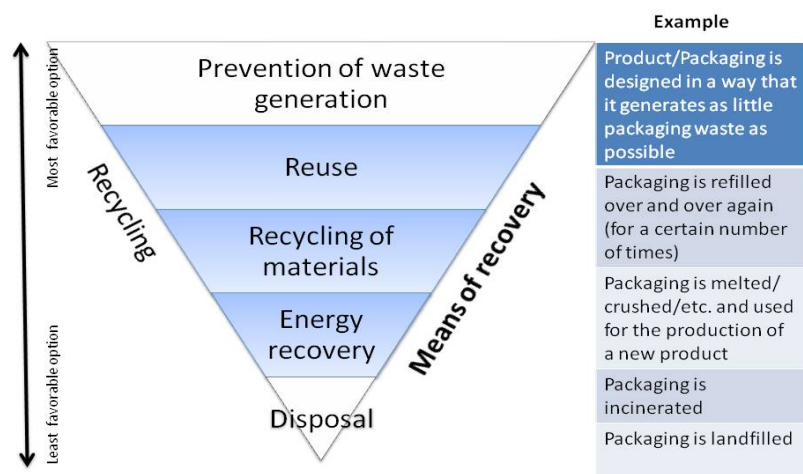 Example
Most favorable option
Least favorable option
Recycling
Means of recovery
Prevention of waste
generation
Reuse
Recycling of
materials
Energy
recovery
Disposal
Product/Packaging is
designed in a way that
it generates as little
packaging waste as
possible
Packaging is refilled
over and over again
(for a certain number
of times)
Packaging is melted/
crushed/etc. and used
for the production of
a new product
Packaging is
incinerated
Packaging is landfilled